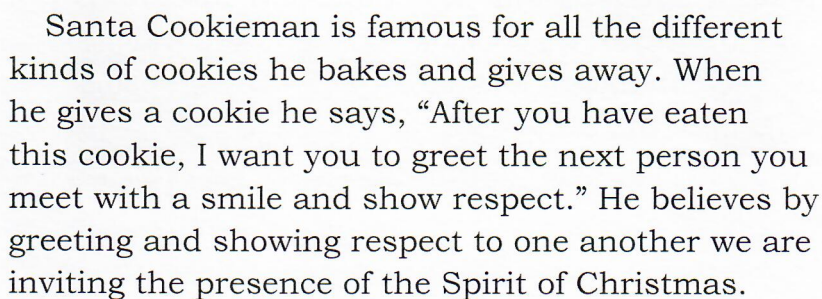 Santa Cookieman is famous for all the different
kinds of cookies he bakes and gives away. When
he gives a cookie he says, “After you have eaten
this cookie, I want you to greet the next person you
meet with a smile and show respect.” He believes by
greeting and showing respect to one another we are
inviting the presence of the Spirit of Christmas.